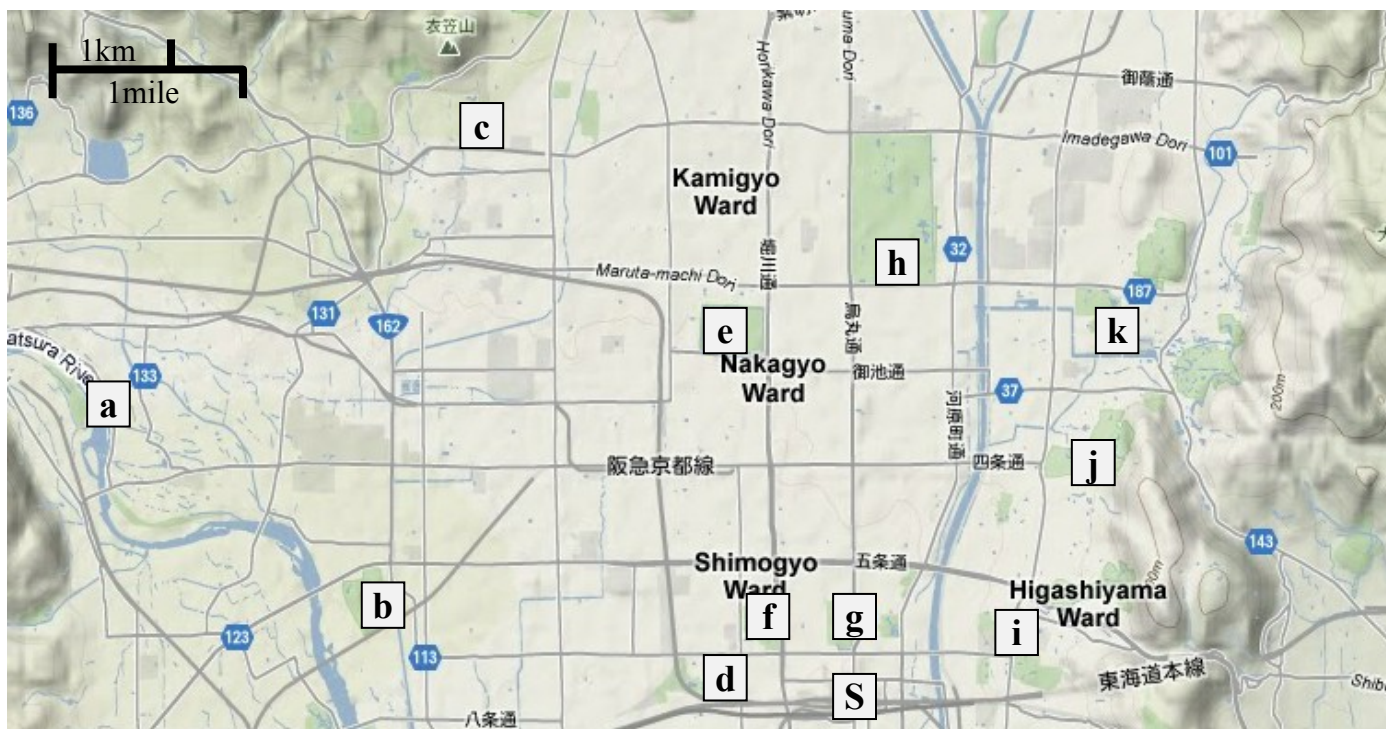 衣笠山
1km
1mile
136
c
Horikawa Dori
uma Dori
御蔭通
Imadegawa Dori
101
Kamigyo
Ward
堀川通
h
32
Maruta-machi Dori
187
131
162
e
烏丸通
k
atsura River
133
a
Nakagyo
Ward
御池通
37
河原町通
200m
阪急京都線
四条通
j
Shimogyo
Ward
五条通
143
b
f
g
Higashiyama
Ward
i
123
113
d
S
東海道本線
Shib
八条通